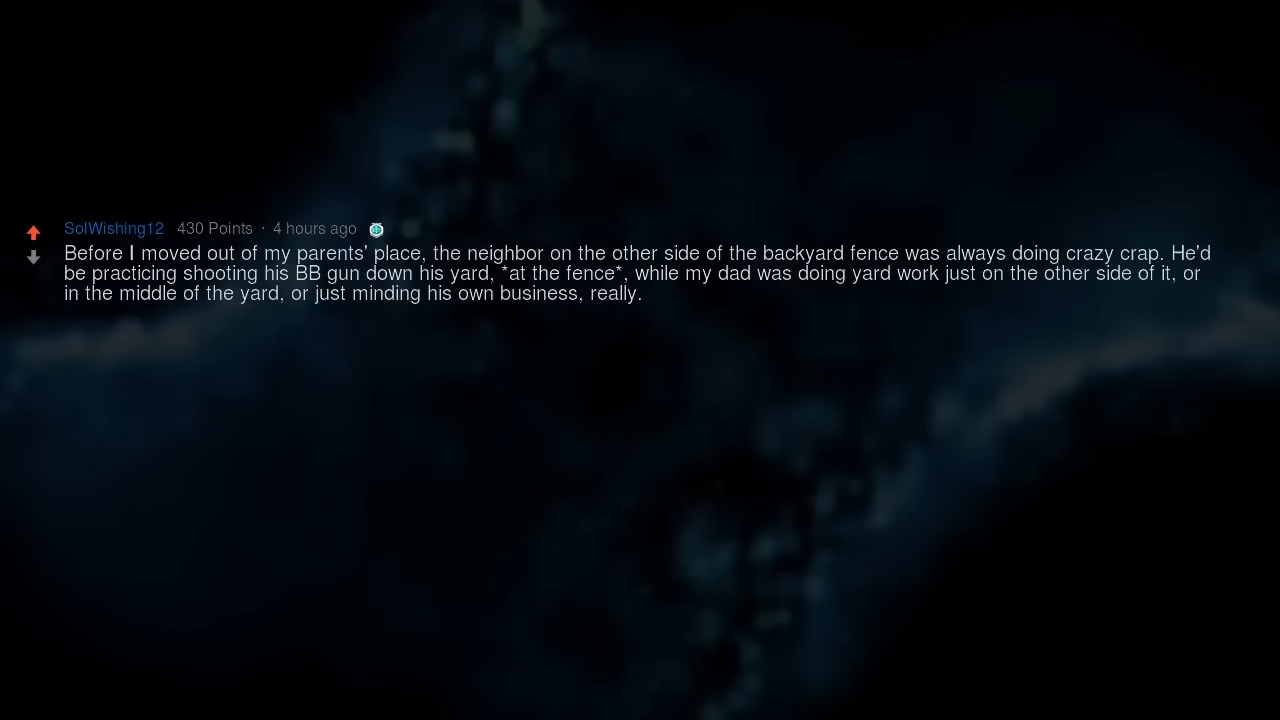 SolWishing12 430 Points · 4 hours ago
Before I moved out of my parents' place, the neighbor on the other side of the backyard fence was always doing crazy crap. He'd
be practicing shooting his BB gun down his yard, *at the fence*, while my dad was doing yard work just on the other side of it, or
in the middle of the yard, or just minding his own business, really.